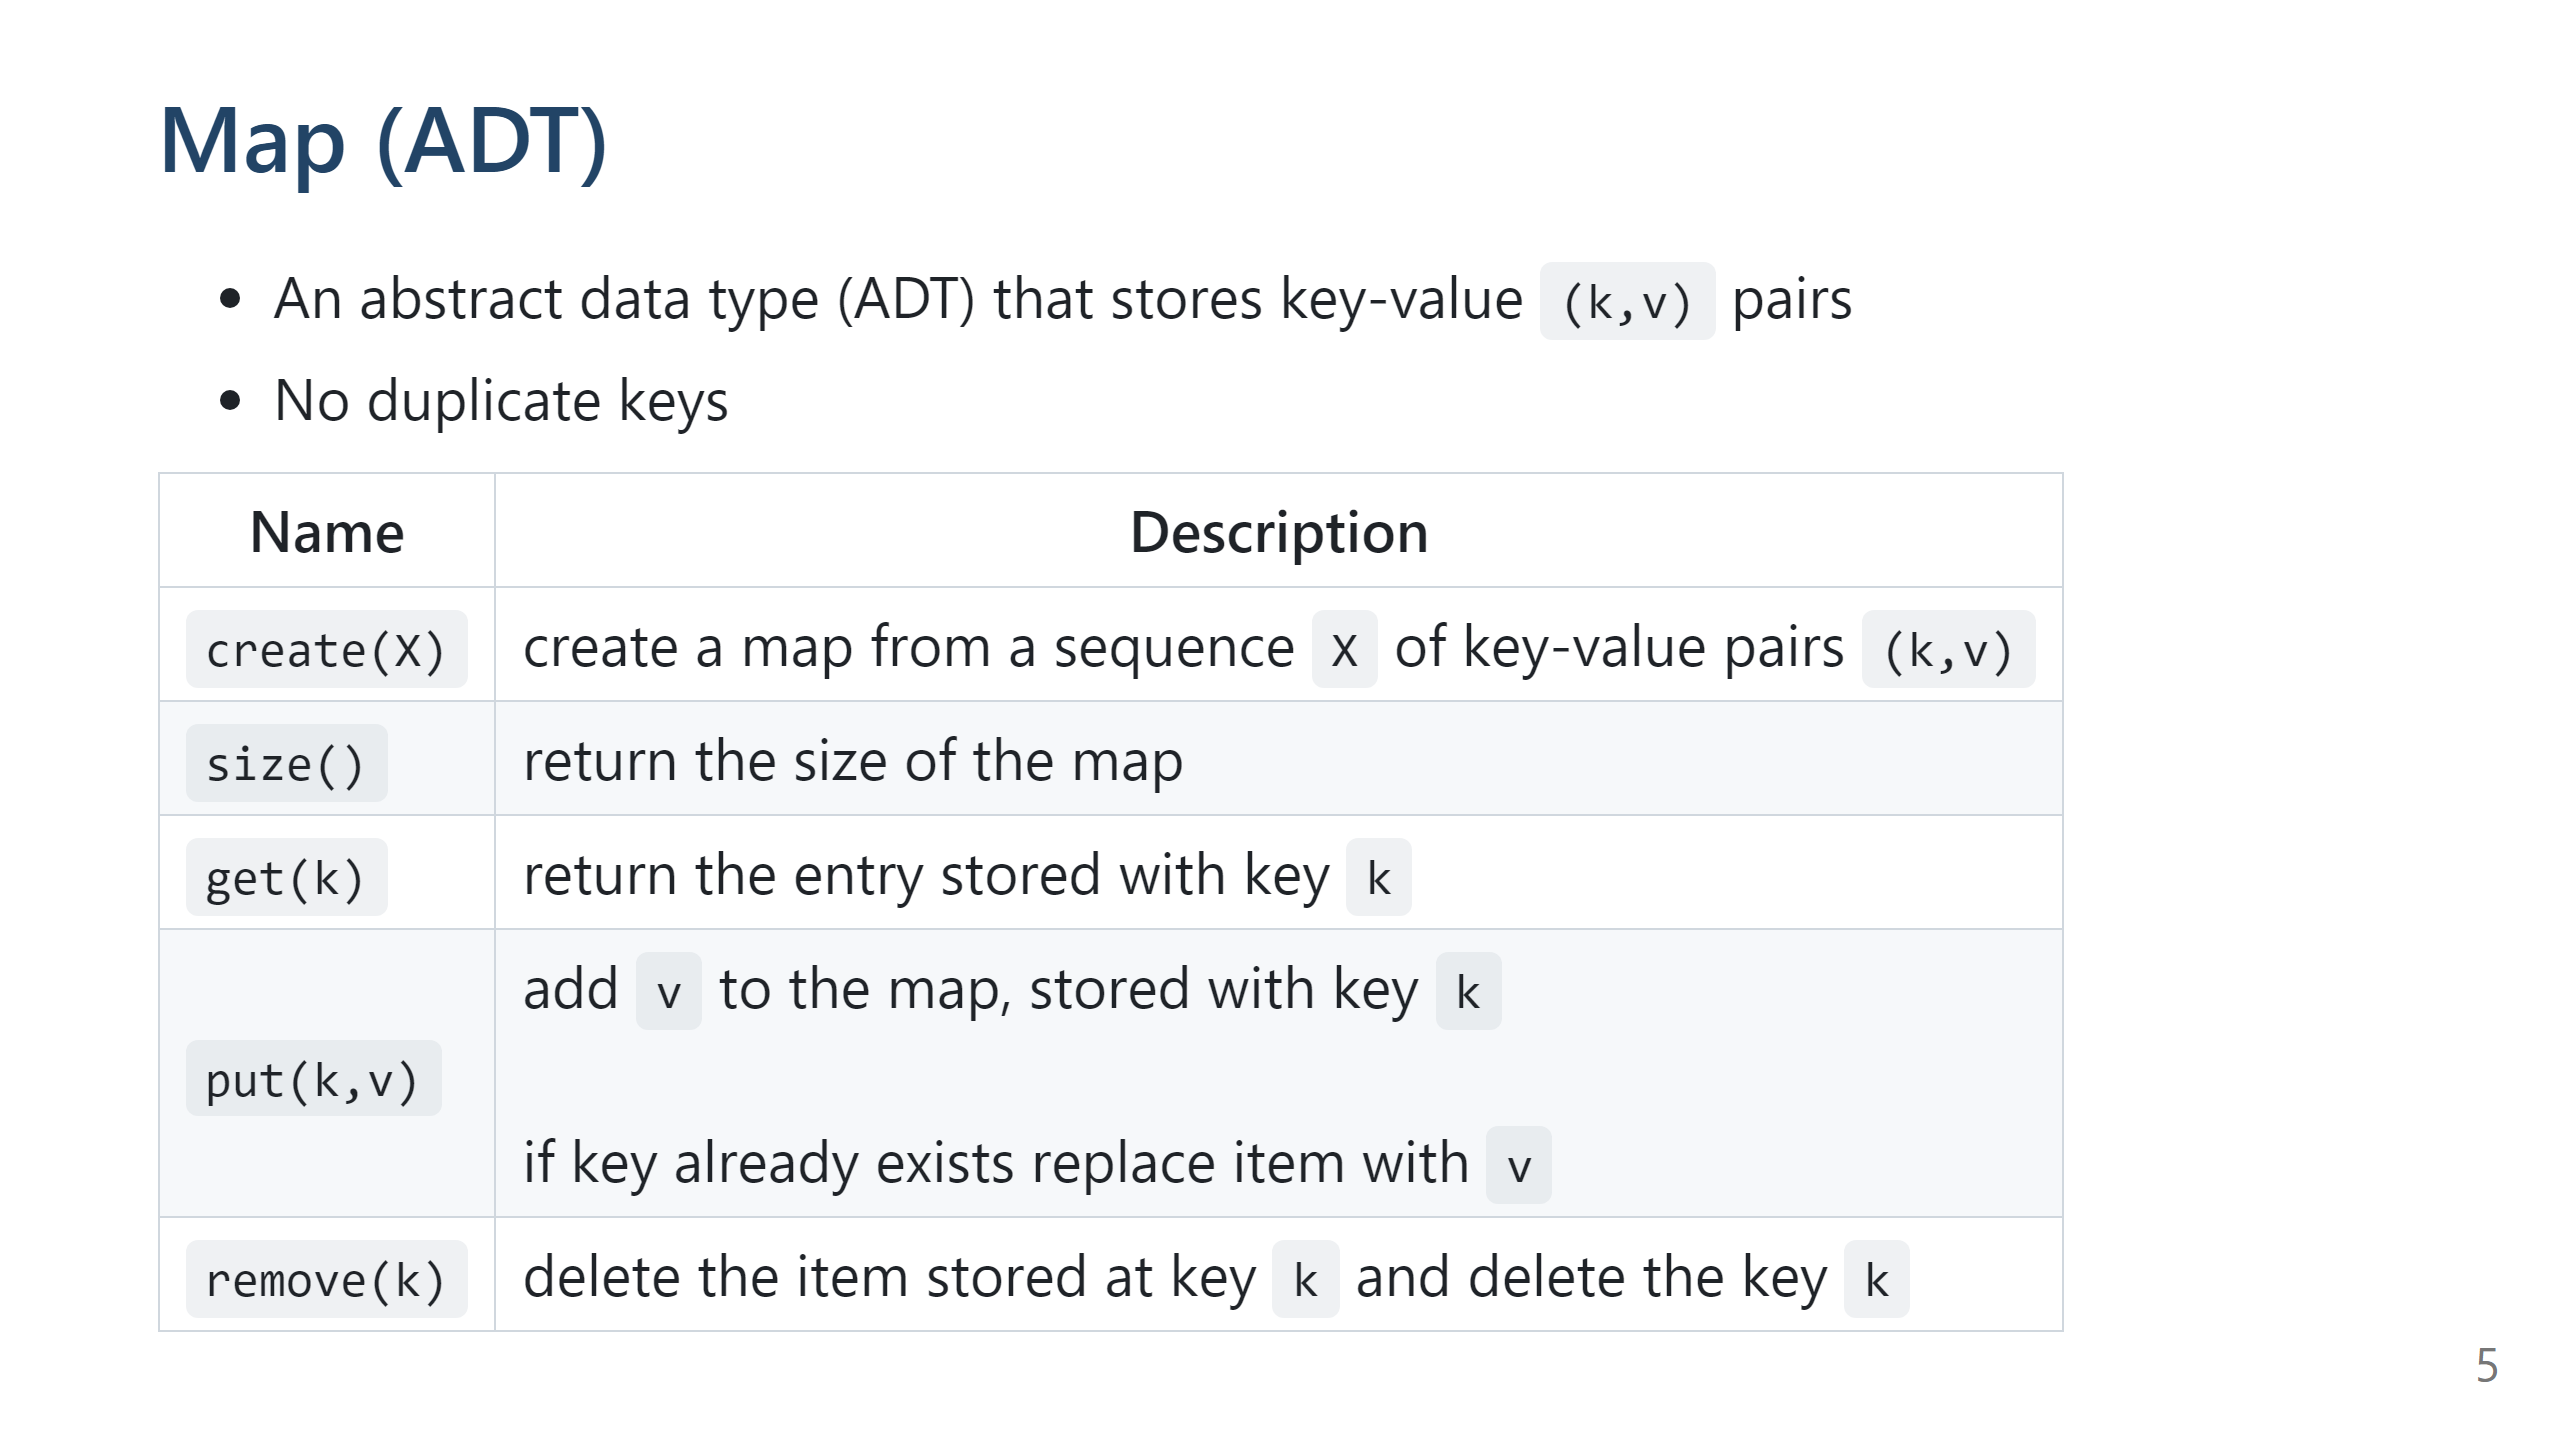 Map (ADT)
An abstract data type (ADT) that stores key-value (k,v) pairs
No duplicate keys
Name Description
create(X) create a map from a sequence X of key-value pairs (k,v)
size() return the size of the map
get(k) return the entry stored with key k
add v to the map, stored with key k
put(k,v)
if key already exists replace item with v
remove(k) delete the item stored at key k and delete the key k
5